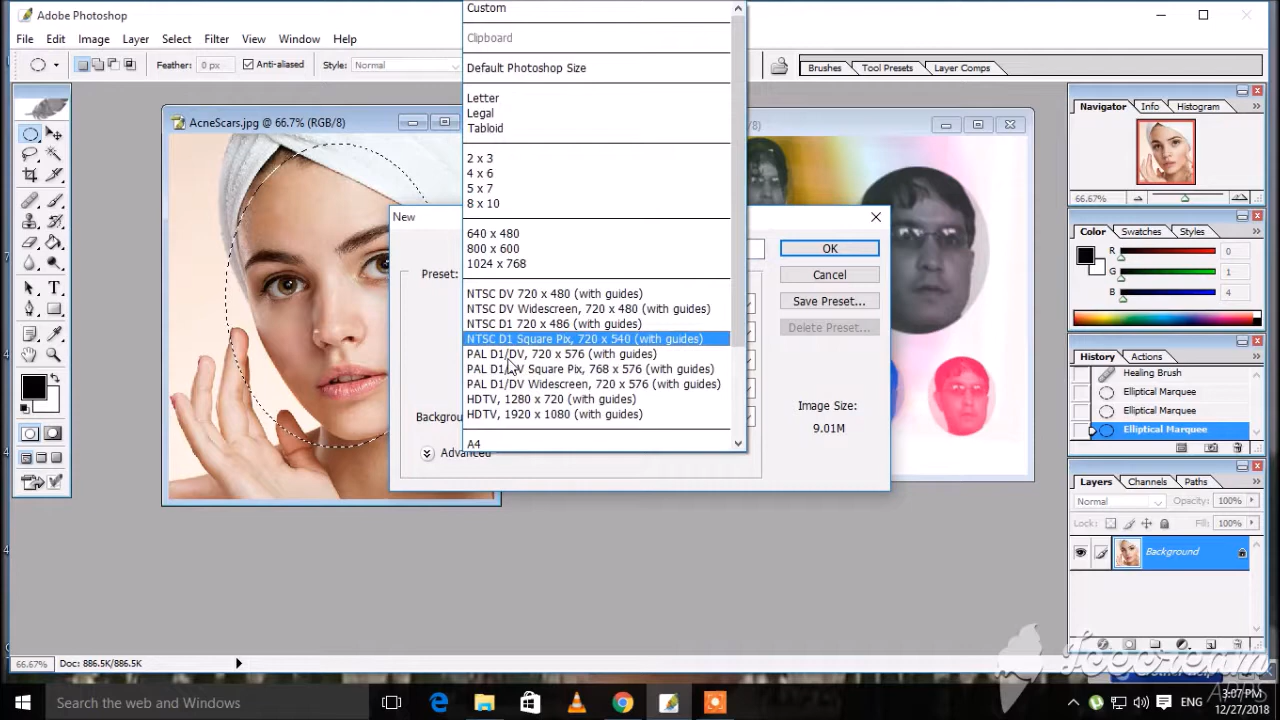 Adobe Photoshop
File Edit Image Layer Select Filter View Window Help
Feather: 0 px Anti-aliased Style: Normal
Brushes Tool Presets Layer Comps
AcneScars.jpg @ 66.7% (RGB/8)
/8)
Custom
Clipboard
Default Photoshop Size
Letter
Legal
Tabloid
2 x 3
4 x 6
5 x 7
8 x 10
640 x 480
800 x 600
1024 x 768
NTSC DV 720 x 480 (with guides)
NTSC DV Widescreen, 720 x 480 (with guides)
NTSC D1 720 x 486 (with guides)
NTSC D1 Square Pix, 720 x 540 (with guides)
PAL D1/DV, 720 x 576 (with guides)
PAL D1/DV Square Pix, 768 x 576 (with guides)
PAL D1/DV Widescreen, 720 x 576 (with guides)
HDTV, 1280 x 720 (with guides)
HDTV, 1920 x 1080 (with guides)
A4
New
Preset:
Backgrou
Advanced
OK
Cancel
Save Preset...
Delete Preset...
Image Size:
9.01M
Navigator Info Histogram
66.67%
Color Swatches Styles
R 0
G 1
B 4
History Actions
Healing Brush
Elliptical Marquee
Elliptical Marquee
Elliptical Marquee
Layers Channels Paths
Normal Opacity: 100%
Lock: Fill: 100%
Background
66.67% Doc: 886.5K/886.5K
Search the web and Windows
ENG
3:07 PM
12/27/2018